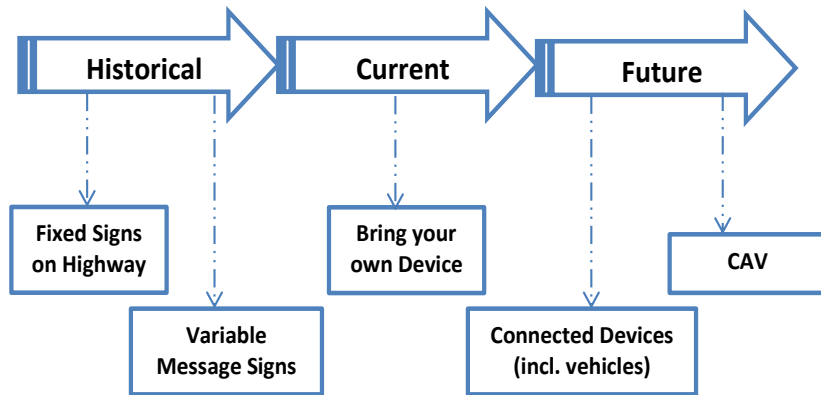 Historical
Current
Future
Fixed Signs
on Highway
Bring your
own Device
CAV
Variable
Message Signs
Connected Devices
(incl. vehicles)